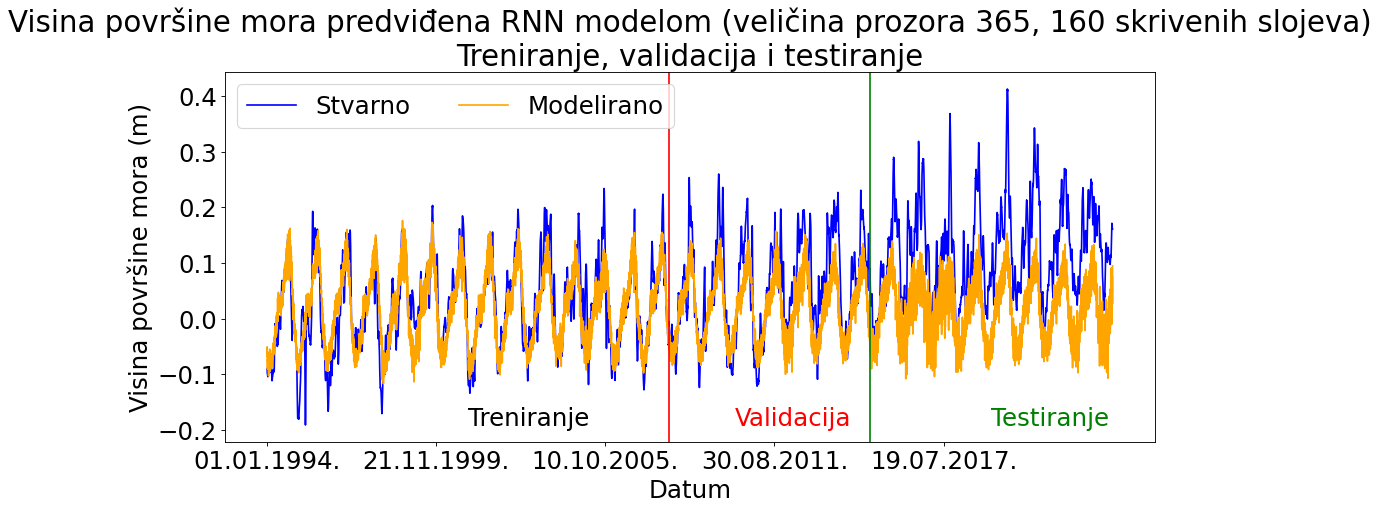 Visina površine mora predviđena RNN modelom (veličina prozora 365, 160 skrivenih slojeva)
Treniranje, validacija i testiranje
Stvarno Modelirano
Visina površine mora (m)
0.4
0.3
0.2
0.1
0.0
−0.1
−0.2
Treniranje Validacija Testiranje
01.01.1994. 21.11.1999. 10.10.2005. 30.08.2011. 19.07.2017.
Datum